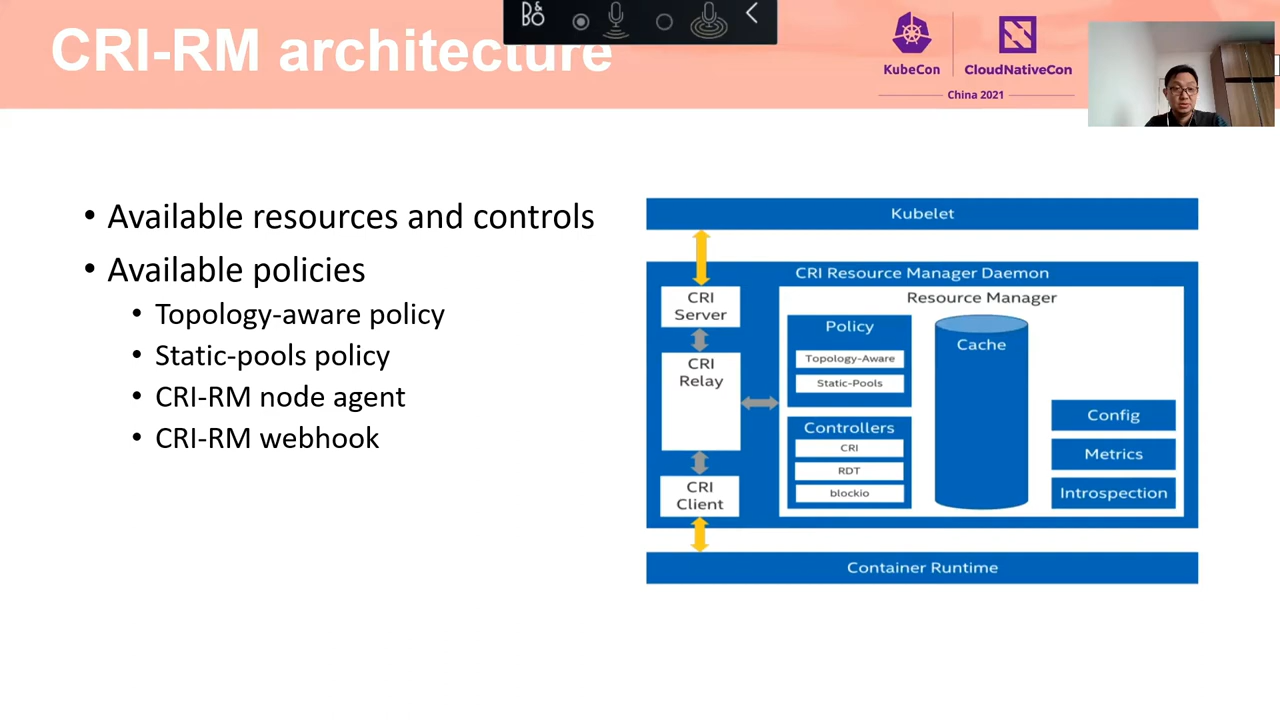 CRI-RM architecture
B&O
KubeCon
CloudNativeCon
China 2021
• Available resources and controls
• Available policies
• Topology-aware policy
• Static-pools policy
• CRI-RM node agent
• CRI-RM webhook
Kubelet
CRI Resource Manager Daemon
CRI
Server
CRI
Relay
CRI
Client
Resource Manager
Policy
Topology-Aware
Static-Pools
Controllers
CRI
RDT
blockio
Cache
Config
Metrics
Introspection
Container Runtime